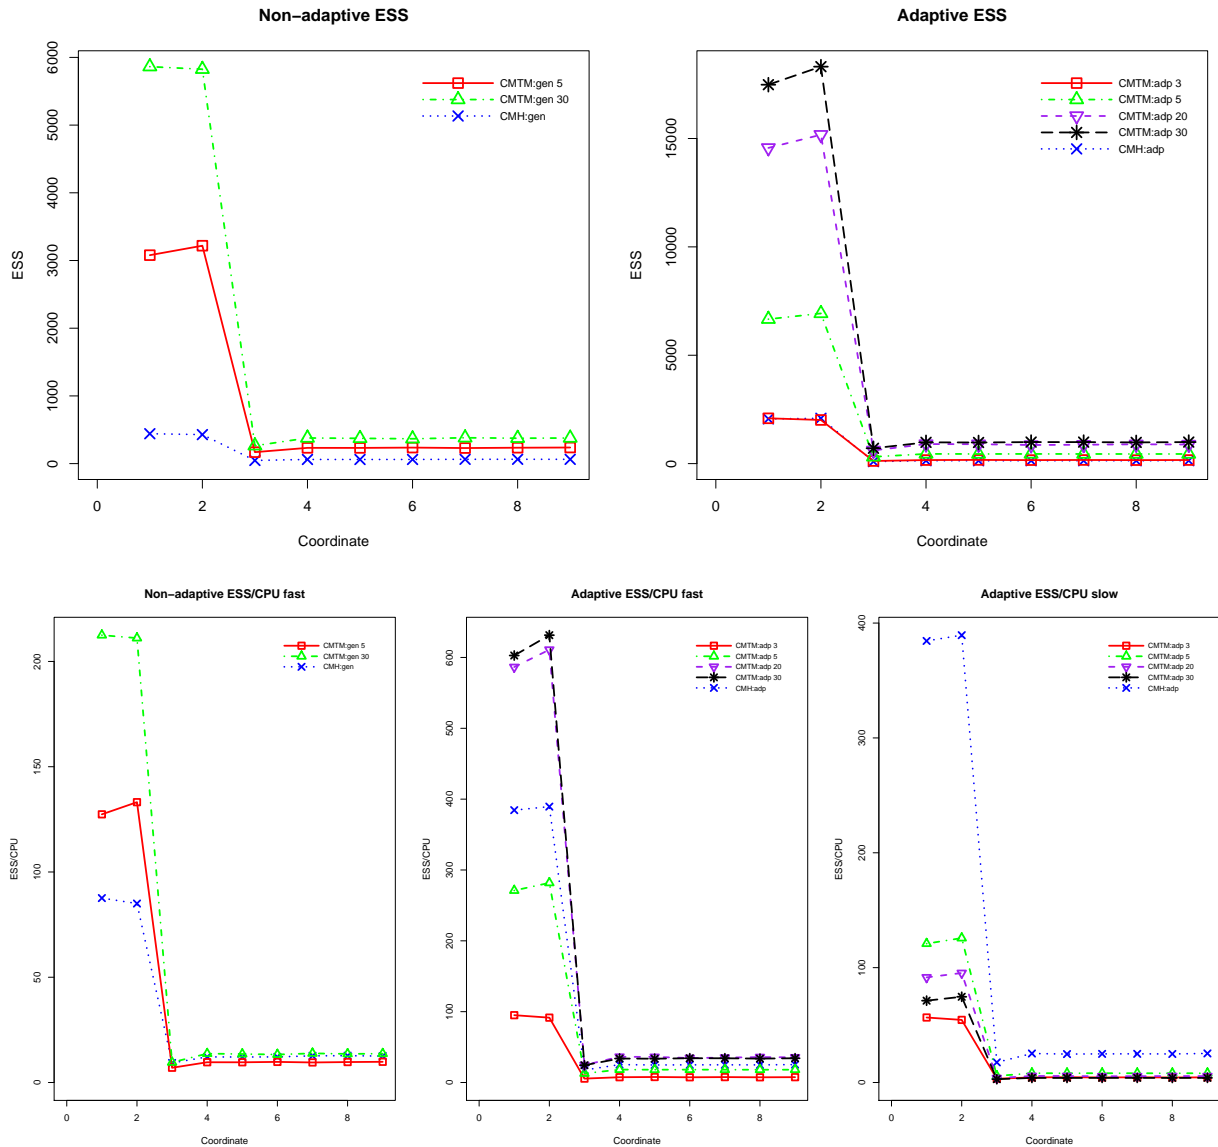 Non−adaptive ESS
ESS
6000
5000
4000
3000
2000
1000
0
CMTM:gen 5
CMTM:gen 30
CMH:gen
0 2 4 6 8
Coordinate
Adaptive ESS
ESS
15000
10000
5000
0
CMTM:adp 3
CMTM:adp 5
CMTM:adp 20
CMTM:adp 30
CMH:adp
0 2 4 6 8
Coordinate
Non−adaptive ESS/CPU fast
ESS/CPU
200
150
100
50
0
CMTM:gen 5
CMTM:gen 30
CMH:gen
0 2 4 6 8
Coordinate
Adaptive ESS/CPU fast
ESS/CPU
600
500
400
300
200
100
0
CMTM:adp 3
CMTM:adp 5
CMTM:adp 20
CMTM:adp 30
CMH:adp
0 2 4 6 8
Coordinate
Adaptive ESS/CPU slow
ESS/CPU
400
300
200
100
0
CMTM:adp 3
CMTM:adp 5
CMTM:adp 20
CMTM:adp 30
CMH:adp
0 2 4 6 8
Coordinate